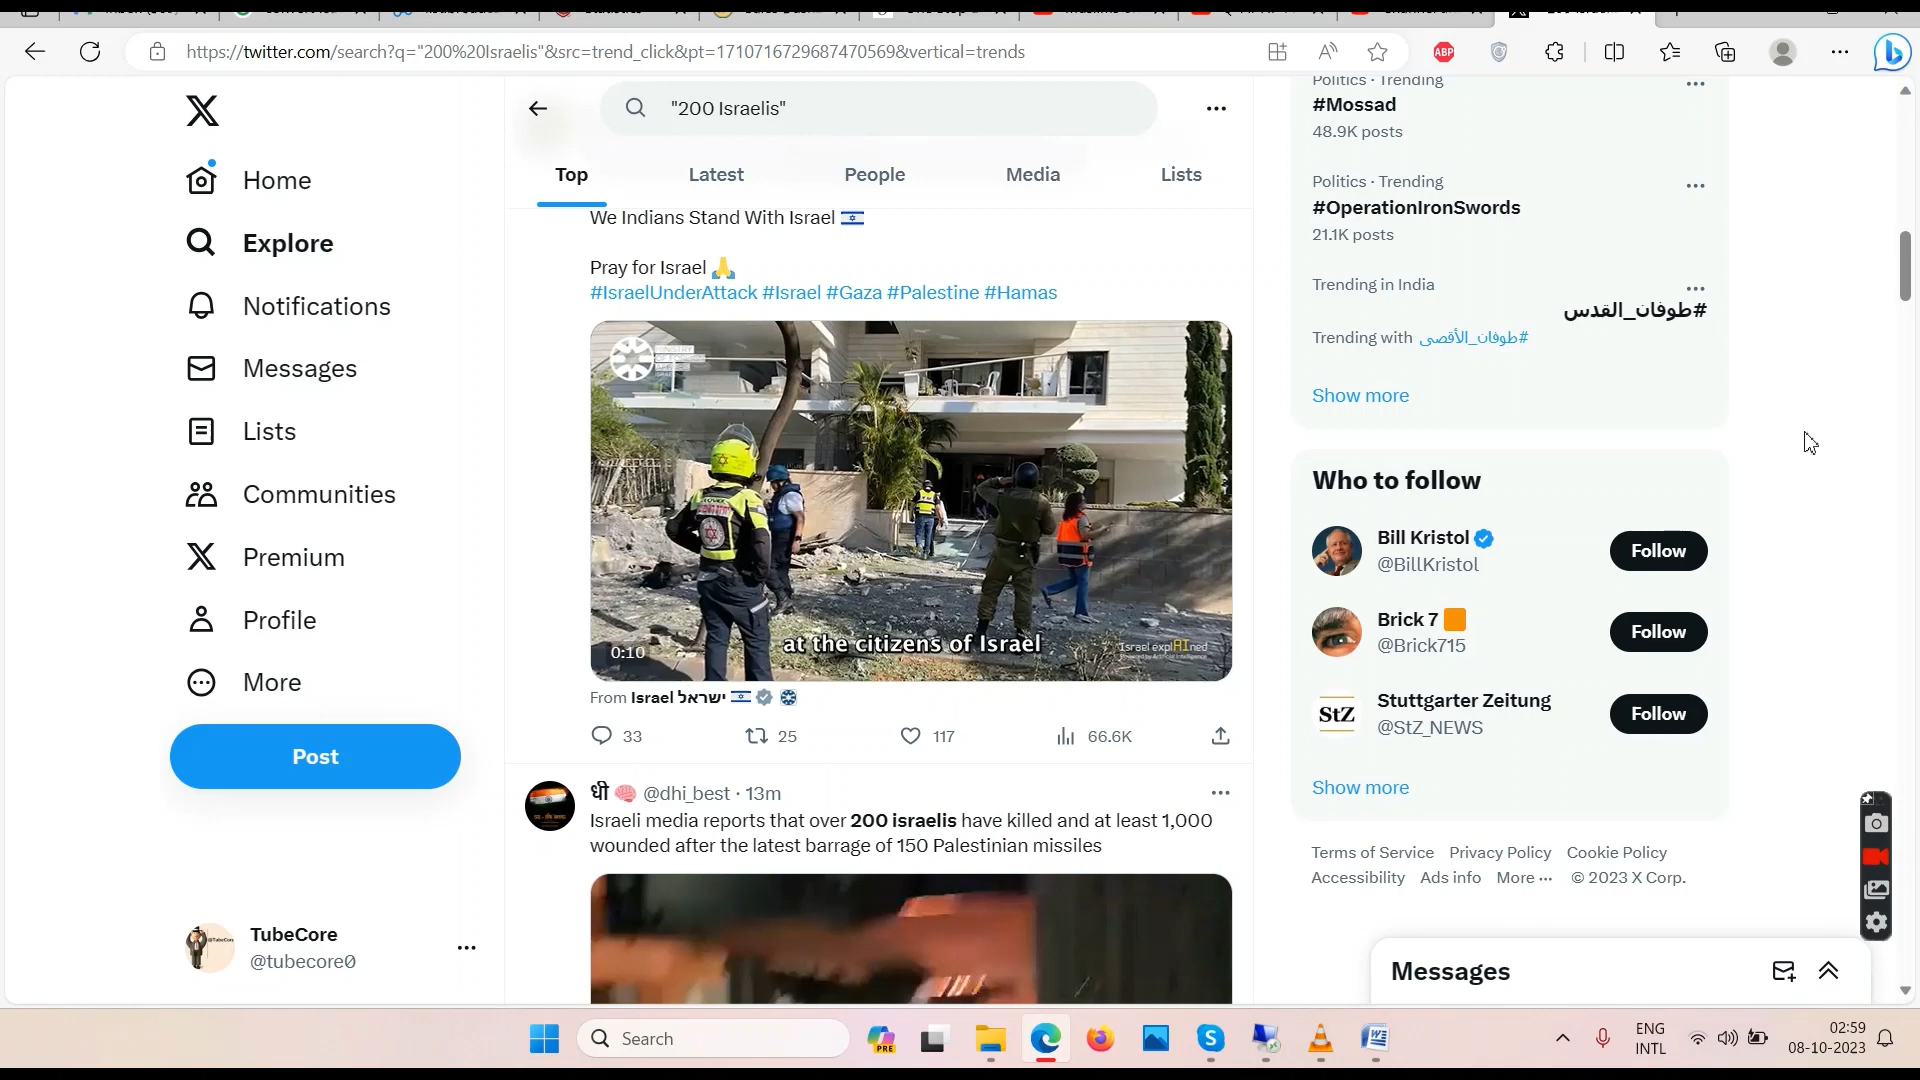 https://twitter.com/search?q="200%20Israelis"&src=trend_click&pt=1710716729687470569&vertical=trends
ABP
Home
Explore
Notifications
Messages
Lists
Communities
Premium
Profile
More
Post
TubeCore
@tubecore0
"200 Israelis"
Top
Latest
People
Media
Lists
We Indians Stand With Israel 🇮🇱
Pray for Israel 🙏
#IsraelUnderAttack #Israel #Gaza #Palestine #Hamas
at the citizens of Israel
0:10
Israel explAIned
From Israel ישראל 🇮🇱
33
25
117
66.6K
धी 🧠 @dhi_best · 13m
Israeli media reports that over 200 israelis have killed and at least 1,000
wounded after the latest barrage of 150 Palestinian missiles
Politics · Trending
#Mossad
48.9K posts
Politics · Trending
#OperationIronSwords
21.1K posts
Trending in India
#طوفان_القدس
Trending with #طوفان_الأقصى
Show more
Who to follow
Bill Kristol
@BillKristol
Follow
Brick 7 🟧
@Brick715
Follow
StZ
Stuttgarter Zeitung
@StZ_NEWS
Follow
Show more
Terms of Service Privacy Policy Cookie Policy
Accessibility Ads info More ··· © 2023 X Corp.
Messages
Search
PRE
ENG
INTL
02:59
08-10-2023